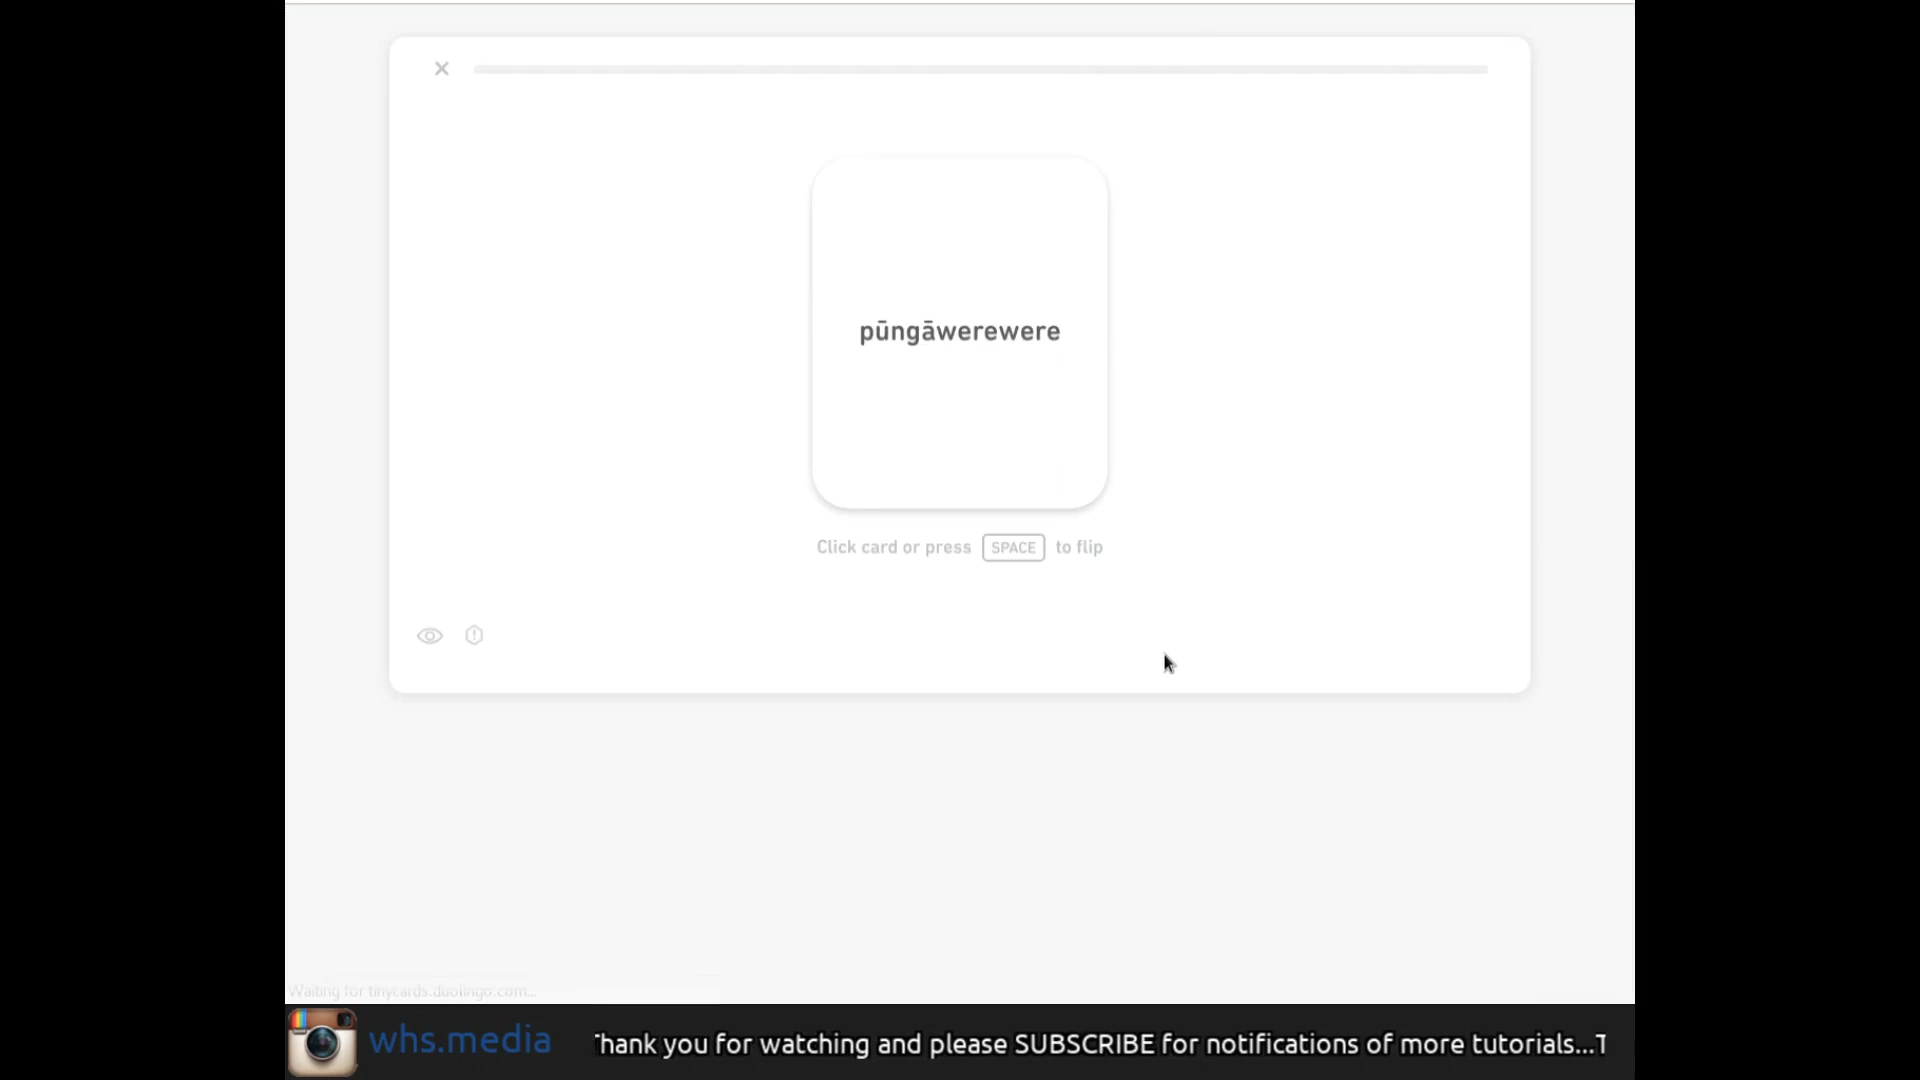 pūngāwerewere
Click card or press SPACE to flip
Waiting for tinycards.duolingo.com...
whs.media
hank you for watching and please SUBSCRIBE for notifications of more tutorials...T